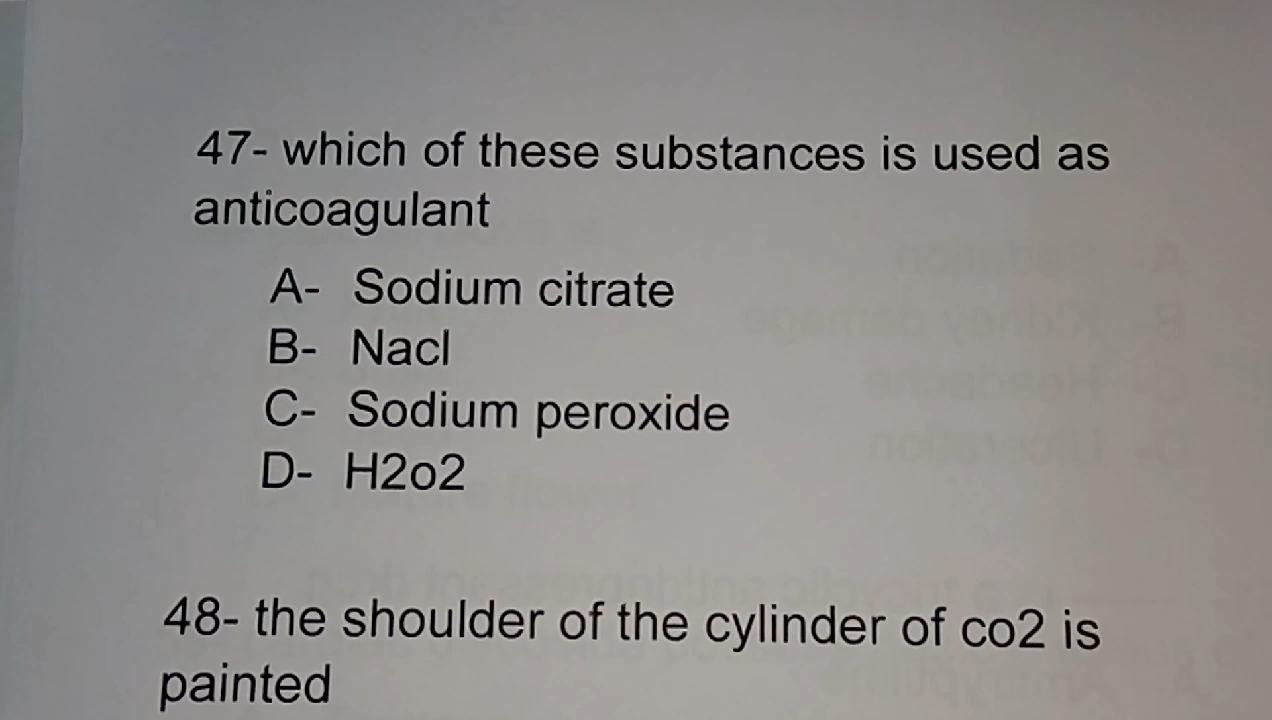 47- which of these substances is used as
anticoagulant
A- Sodium citrate
B- Nacl
C- Sodium peroxide
D- H2o2
48- the shoulder of the cylinder of co2 is
painted